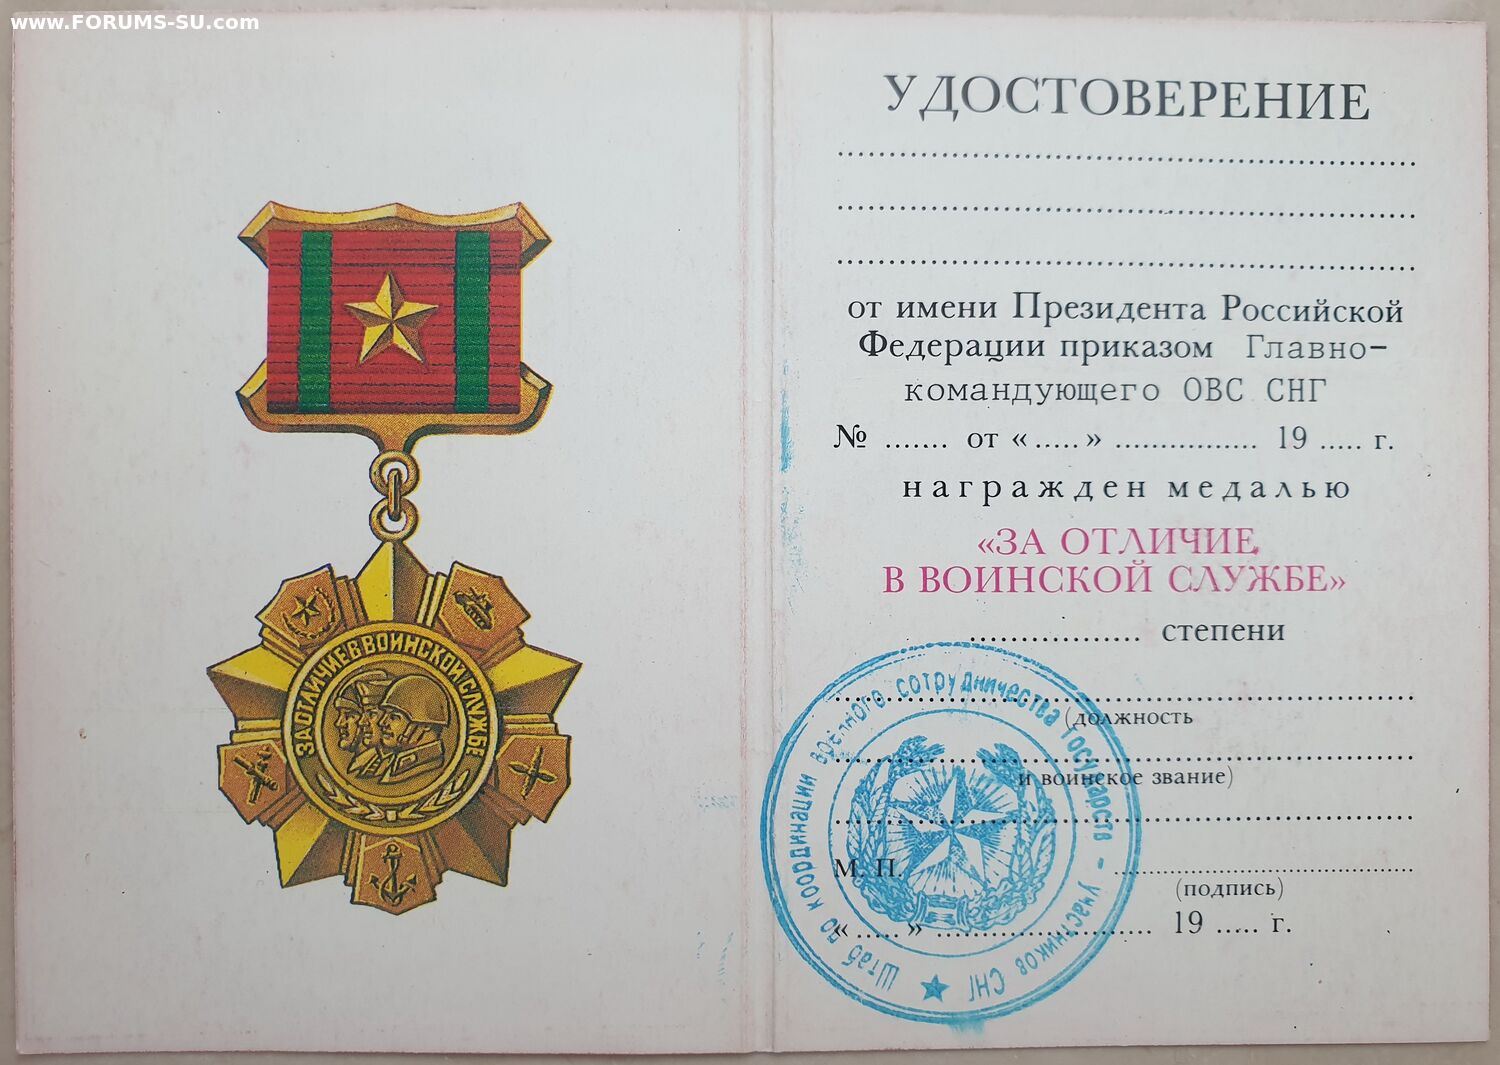 www.FORUMS-SU.com
ЗА ОТЛИЧИЕ В ВОИНСКОЙ СЛУЖБЕ
УДОСТОВЕРЕНИЕ
от имени Президента Российской
Федерации приказом Главно-
командующего ОВС СНГ
№ ....... от « ..... » ................ 19 ..... г.
награжден медалью
«ЗА ОТЛИЧИЕ
В ВОИНСКОЙ СЛУЖБЕ»
................. степени
(должность
и воинское звание)
М. П.
(подпись)
« ..... » ......................... 19 ..... г.
Штаб по координации военного сотрудничества государств - участников СНГ